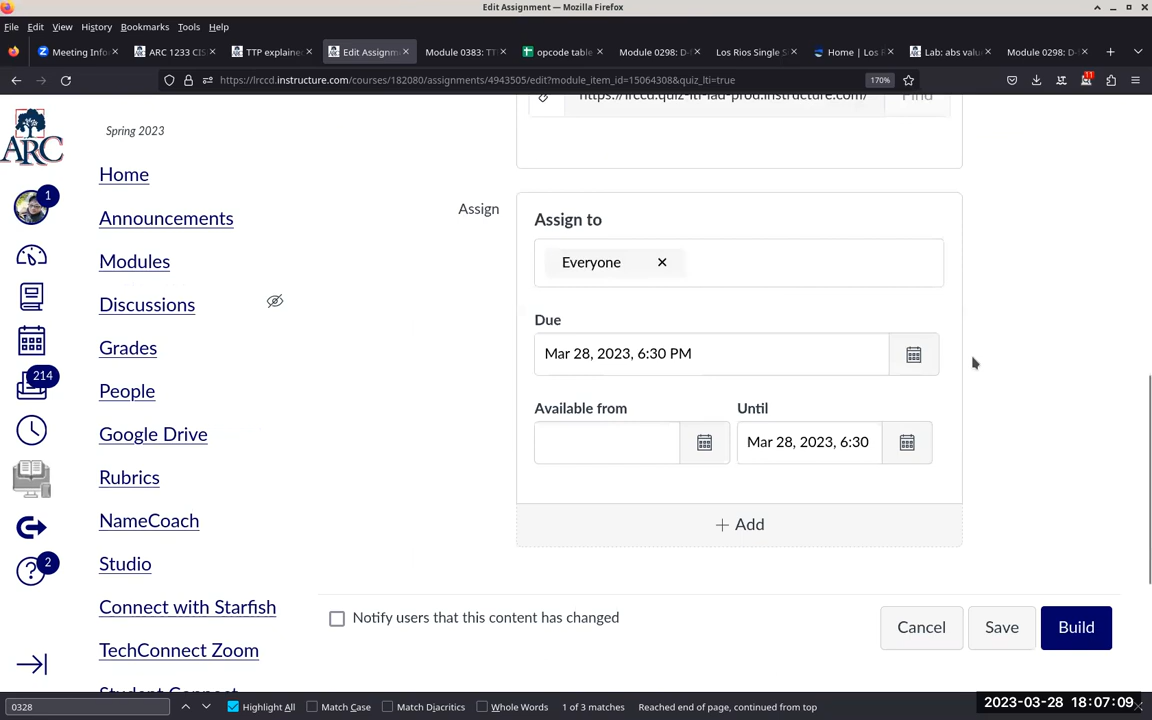 Edit Assignment — Mozilla Firefox
File Edit View History Bookmarks Tools Help
Meeting Info
ARC 1233 CIS
TTP explaine
Edit Assignm
Module 0383: TT
opcode table
Module 0298: D-
Los Rios Single S
Home | Los R
Lab: abs valu
Module 0298: D-
https://lrccd.instructure.com/courses/182080/assignments/4943505/edit?module_item_id=15064308&quiz_lti=true
170%
11
ARC
Spring 2023
https://lrccd.quiz-lti-iad-prod.instructure.com/
Find
Home
1
Announcements
Modules
Discussions
Grades
214
People
Google Drive
Rubrics
NameCoach
2
Studio
Connect with Starfish
TechConnect Zoom
Student Connect
Assign
Assign to
Everyone
Due
Mar 28, 2023, 6:30 PM
Available from
Until
Mar 28, 2023, 6:30
+ Add
Notify users that this content has changed
Cancel
Save
Build
0328
Highlight All
Match Case
Match Diacritics
Whole Words
1 of 3 matches
Reached end of page, continued from top
2023-03-28 18:07:09